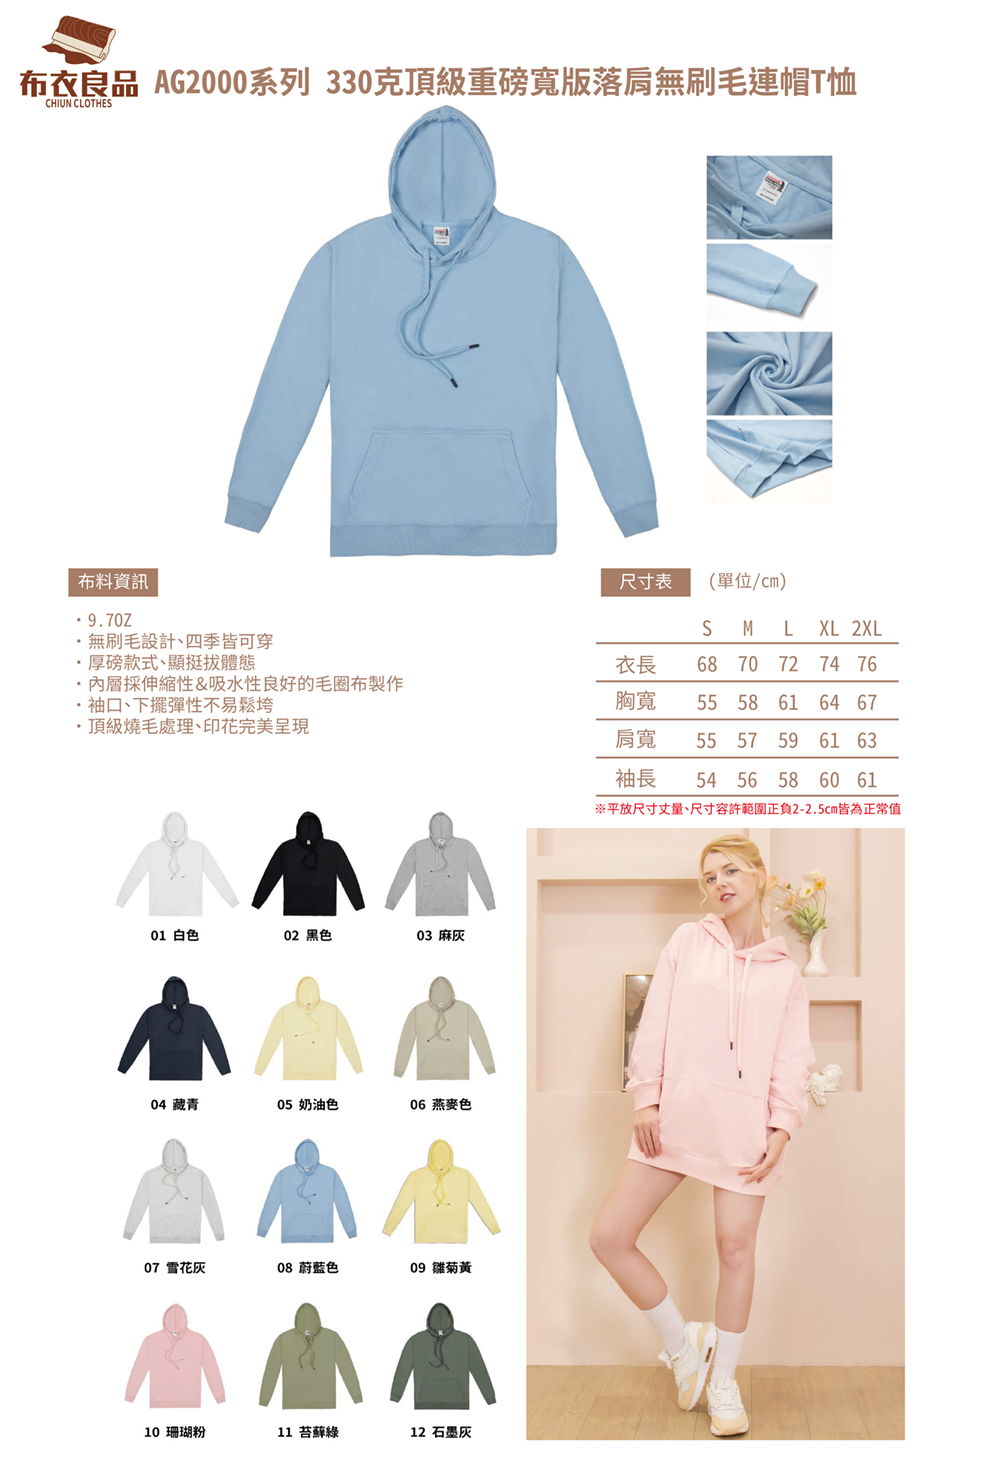 布衣良品
CHIUN CLOTHES
AG2000系列 330克頂級重磅寬版落肩無刷毛連帽T恤
布料資訊
・9.7OZ
・無刷毛設計、四季皆可穿
・厚磅款式、顯挺拔體態
・內層採伸縮性&吸水性良好的毛圈布製作
・袖口、下擺彈性不易鬆垮
・頂級燒毛處理、印花完美呈現
尺寸表 (單位/cm)
S M L XL 2XL
衣長 68 70 72 74 76
胸寬 55 58 61 64 67
肩寬 55 57 59 61 63
袖長 54 56 58 60 61
※平放尺寸丈量、尺寸容許範圍正負2-2.5cm皆為正常值
01 白色
02 黑色
03 麻灰
04 藏青
05 奶油色
06 燕麥色
07 雪花灰
08 蔚藍色
09 雛菊黃
10 珊瑚粉
11 苔蘚綠
12 石墨灰